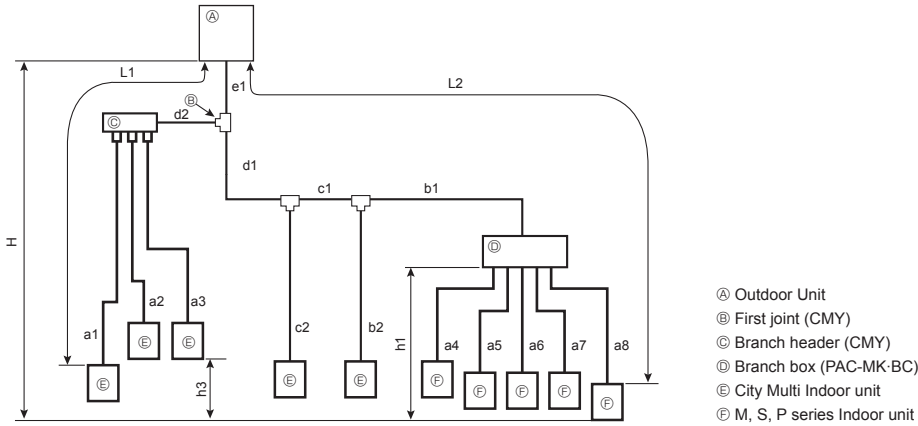 Ⓐ
L1
e1
L2
Ⓑ
Ⓒ
d2
d1
c1
b1
H
Ⓓ
a1
a2
a3
c2
b2
h1
a4
a5
a6
a7
a8
Ⓔ
Ⓔ
Ⓔ
Ⓔ
Ⓔ
h3
Ⓕ
Ⓕ
Ⓕ
Ⓕ
Ⓕ
Ⓐ Outdoor Unit
Ⓑ First joint (CMY)
Ⓒ Branch header (CMY)
Ⓓ Branch box (PAC-MK·BC)
Ⓔ City Multi Indoor unit
Ⓕ M, S, P series Indoor unit